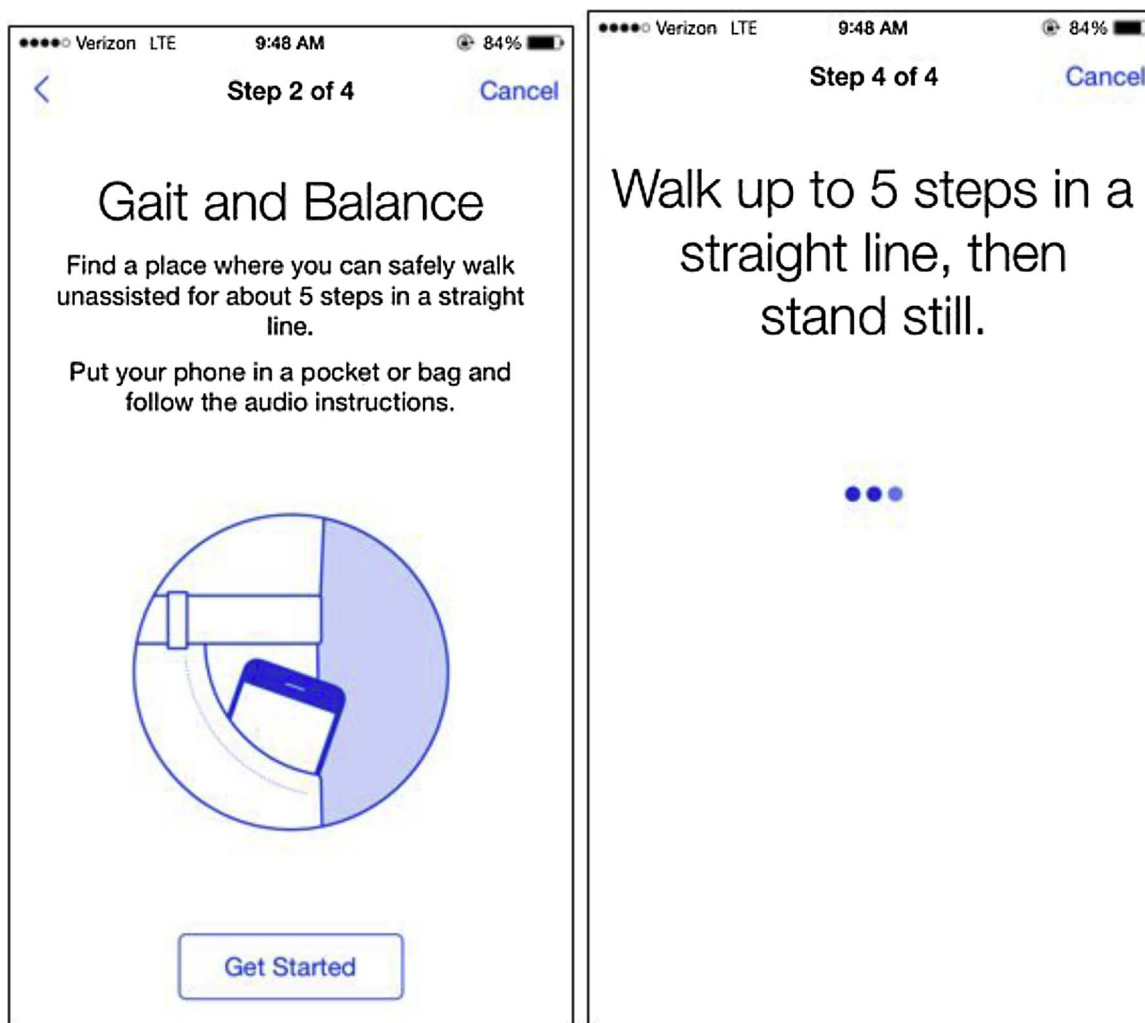 Verizon LTE 9:48 AM 84%
Step 2 of 4 Cancel
Gait and Balance
Find a place where you can safely walk
unassisted for about 5 steps in a straight
line.
Put your phone in a pocket or bag and
follow the audio instructions.
Get Started
Verizon LTE 9:48 AM 84%
Step 4 of 4 Cancel
Walk up to 5 steps in a
straight line, then
stand still.